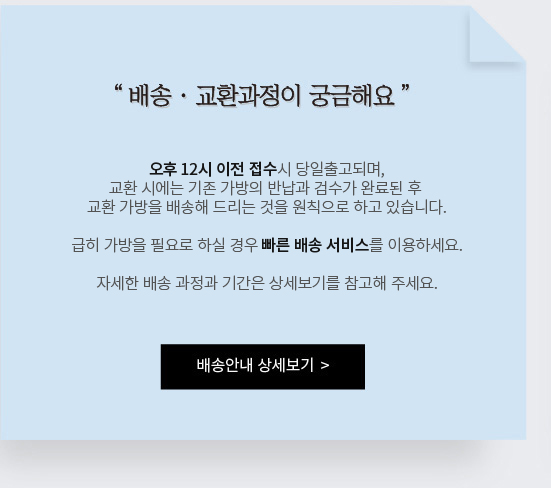 “ 배송 · 교환과정이 궁금해요 ”
오후 12시 이전 접수시 당일출고되며,
교환 시에는 기존 가방의 반납과 검수가 완료된 후
교환 가방을 배송해 드리는 것을 원칙으로 하고 있습니다.
급히 가방을 필요로 하실 경우 빠른 배송 서비스를 이용하세요.
자세한 배송 과정과 기간은 상세보기를 참고해 주세요.
배송안내 상세보기 >